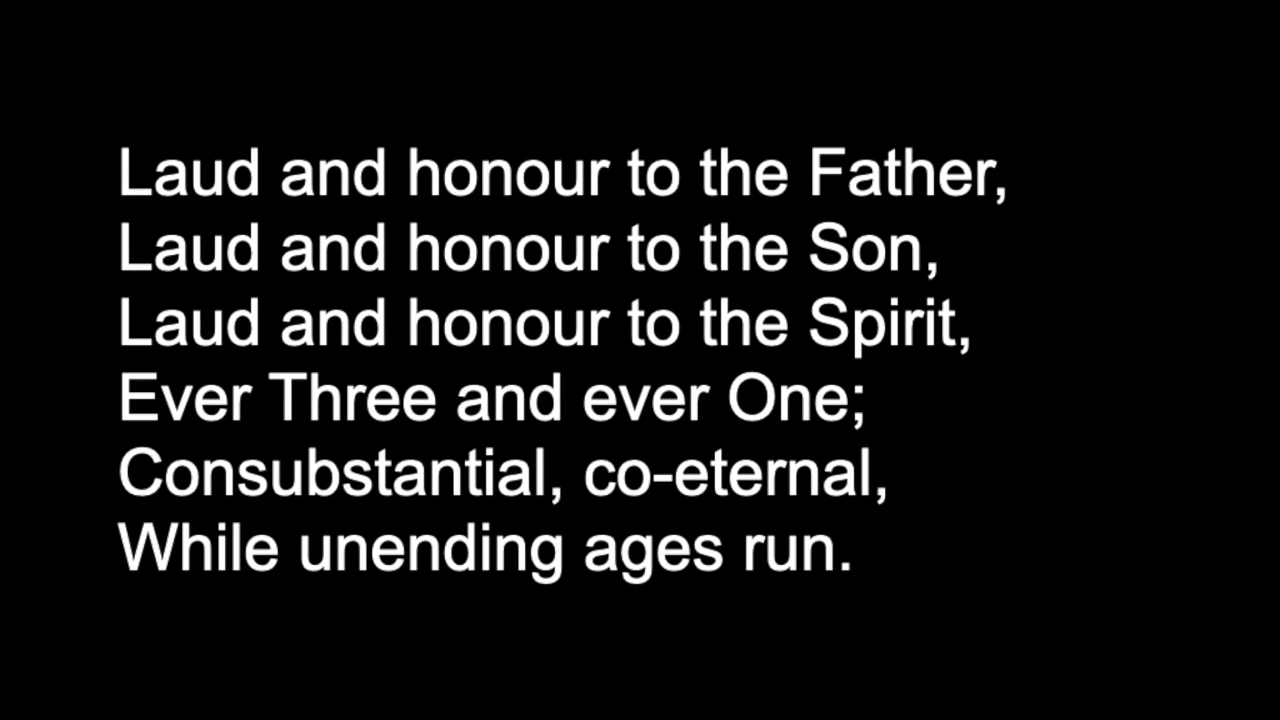 Laud and honour to the Father,
Laud and honour to the Son,
Laud and honour to the Spirit,
Ever Three and ever One;
Consubstantial, co-eternal,
While unending ages run.